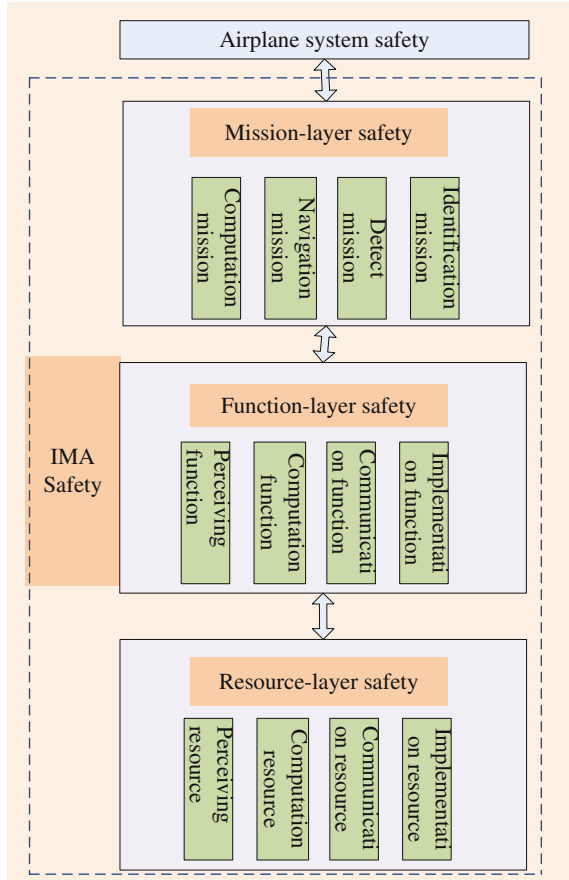 Airplane system safety
Mission-layer safety
Computation
mission
Navigation
mission
Detect
mission
Identification
mission
IMA
Safety
Function-layer safety
Perceiving
function
Computation
function
Communicati
on function
Implementati
on function
Resource-layer safety
Perceiving
resource
Computation
resource
Communicati
on resource
Implementati
on resource